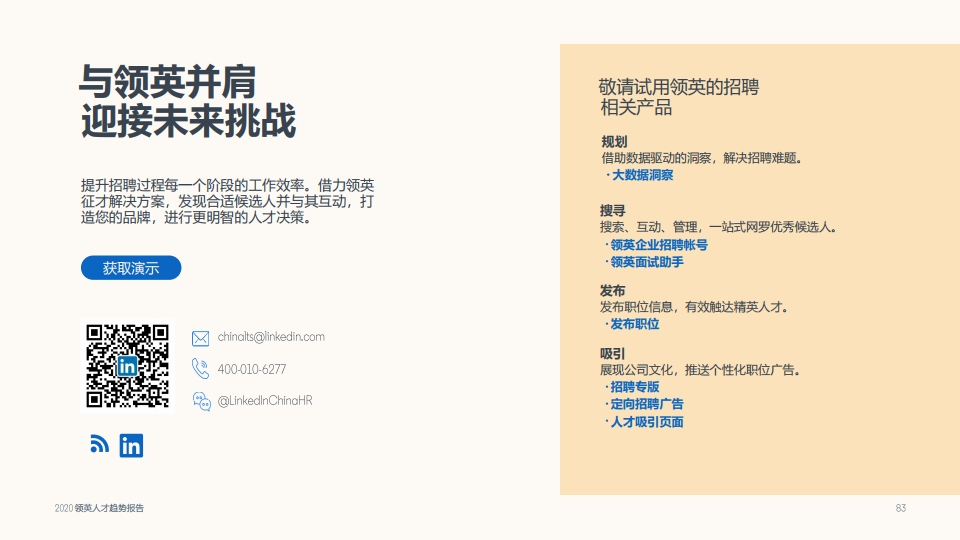 与领英并肩
迎接未来挑战
提升招聘过程每一个阶段的工作效率。借力领英
征才解决方案，发现合适候选人并与其互动，打
造您的品牌，进行更明智的人才决策。
获取演示
in
chinalts@linkedin.com
400-010-6277
@LinkedInChinaHR
in
敬请试用领英的招聘
相关产品
规划
借助数据驱动的洞察，解决招聘难题。
·大数据洞察
搜寻
搜索、互动、管理，一站式网罗优秀候选人。
·领英企业招聘帐号
·领英面试助手
发布
发布职位信息，有效触达精英人才。
·发布职位
吸引
展现公司文化，推送个性化职位广告。
·招聘专版
·定向招聘广告
·人才吸引页面
2020 领英人才趋势报告
83